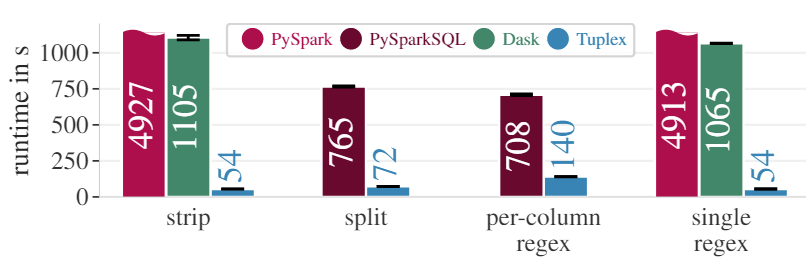 PySpark PySparkSQL Dask Tuplex
runtime in s
1000
750
500
250
0
4927 1105 54
765 72
708 140
4913 1065 54
strip split per-column regex single regex